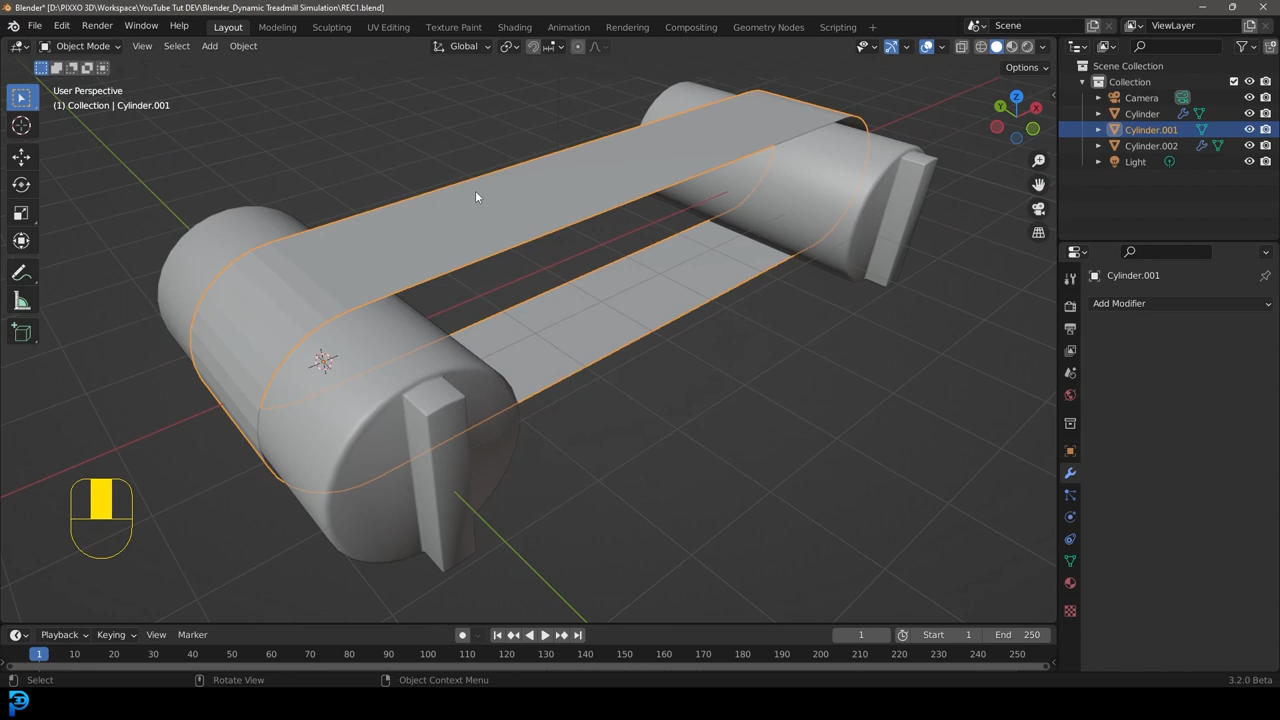 Blender* [D:\PIXXO 3D\Workspace\YouTube Tut DEV\Blender_Dynamic Treadmill Simulation\REC1.blend]
File Edit Render Window Help Layout Modeling Sculpting UV Editing Texture Paint Shading Animation Rendering Compositing Geometry Nodes Scripting Scene ViewLayer
Object Mode View Select Add Object Global
Options
User Perspective
(1) Collection | Cylinder.001
Z
Y
X
Scene Collection
Collection
Camera
Cylinder
Cylinder.001
Cylinder.002
Light
Cylinder.001
Add Modifier
Playback Keying View Marker 1 Start 1 End 250
1 10 20 30 40 50 60 70 80 90 100 110 120 130 140 150 160 170 180 190 200 210 220 230 240 250
Select Rotate View Object Context Menu 3.2.0 Beta